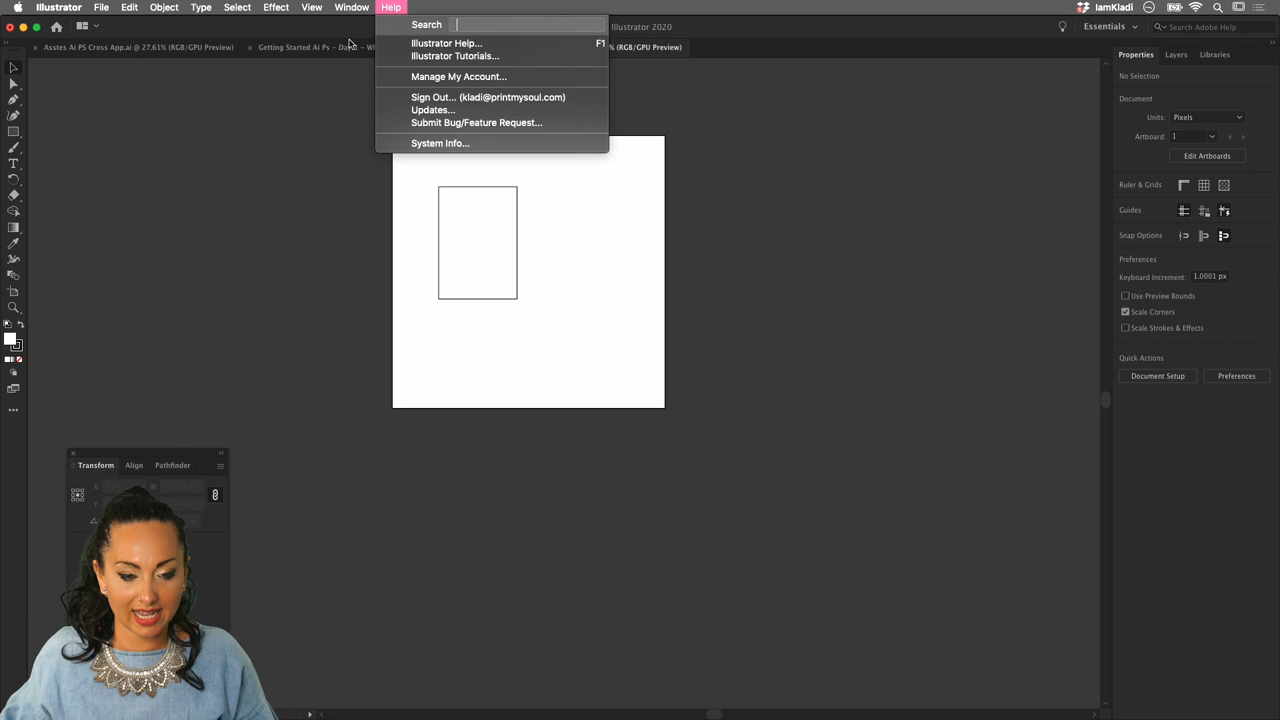 Illustrator File Edit Object Type Select Effect View Window Help IamKladi
Illustrator 2020 Essentials Search Adobe Help
Search
Asstes Ai PS Cross App.ai @ 27.61% (RGB/GPU Preview)
Getting Started Ai Ps -
% (RGB/GPU Preview)
Illustrator Help... F1
Illustrator Tutorials...
Manage My Account...
Sign Out... (kladi@printmysoul.com)
Updates...
Submit Bug/Feature Request...
System Info...
Properties Layers Libraries
No Selection
Document
Units: Pixels
Artboard: 1
Edit Artboards
Ruler & Grids
Guides
Snap Options
Preferences
Keyboard Increment: 1.0001 px
Use Preview Bounds
Scale Corners
Scale Strokes & Effects
Quick Actions
Document Setup Preferences
Transform Align Pathfinder
X: W:
Y: